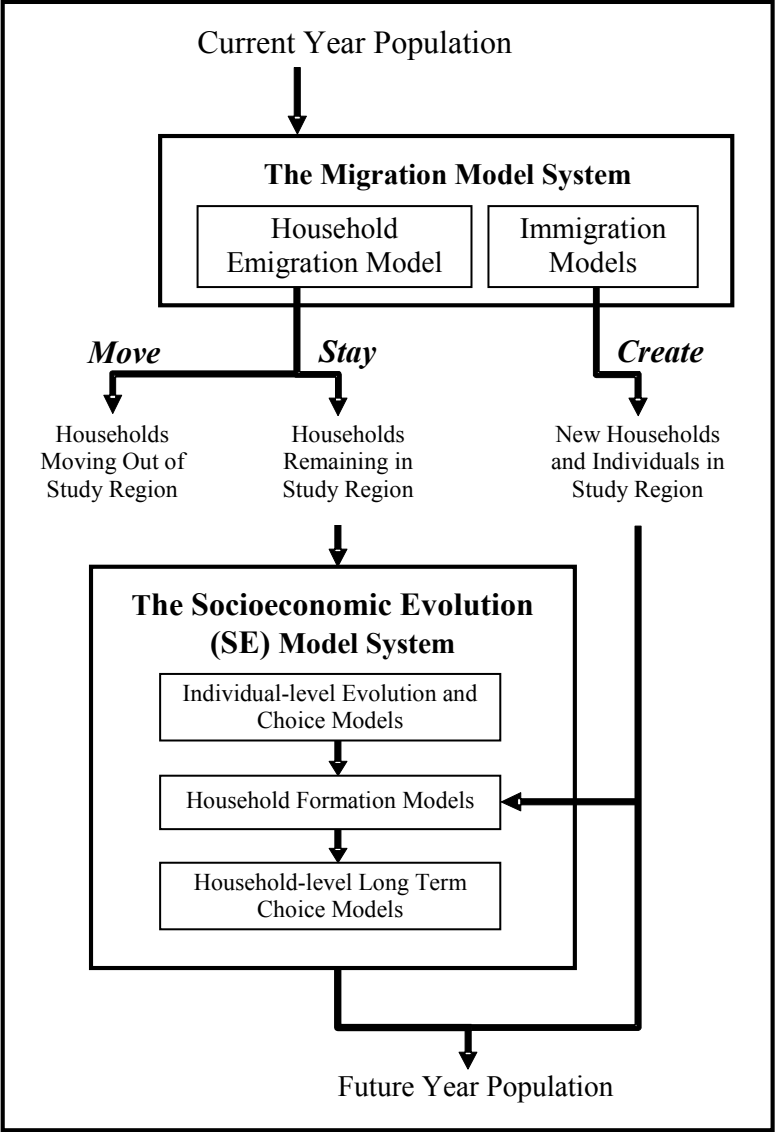 Current Year Population
The Migration Model System
Household
Emigration Model
Immigration
Models
Move
Stay
Create
Households
Moving Out of
Study Region
Households
Remaining in
Study Region
New Households
and Individuals in
Study Region
The Socioeconomic Evolution
(SE) Model System
Individual-level Evolution and
Choice Models
Household Formation Models
Household-level Long Term
Choice Models
Future Year Population